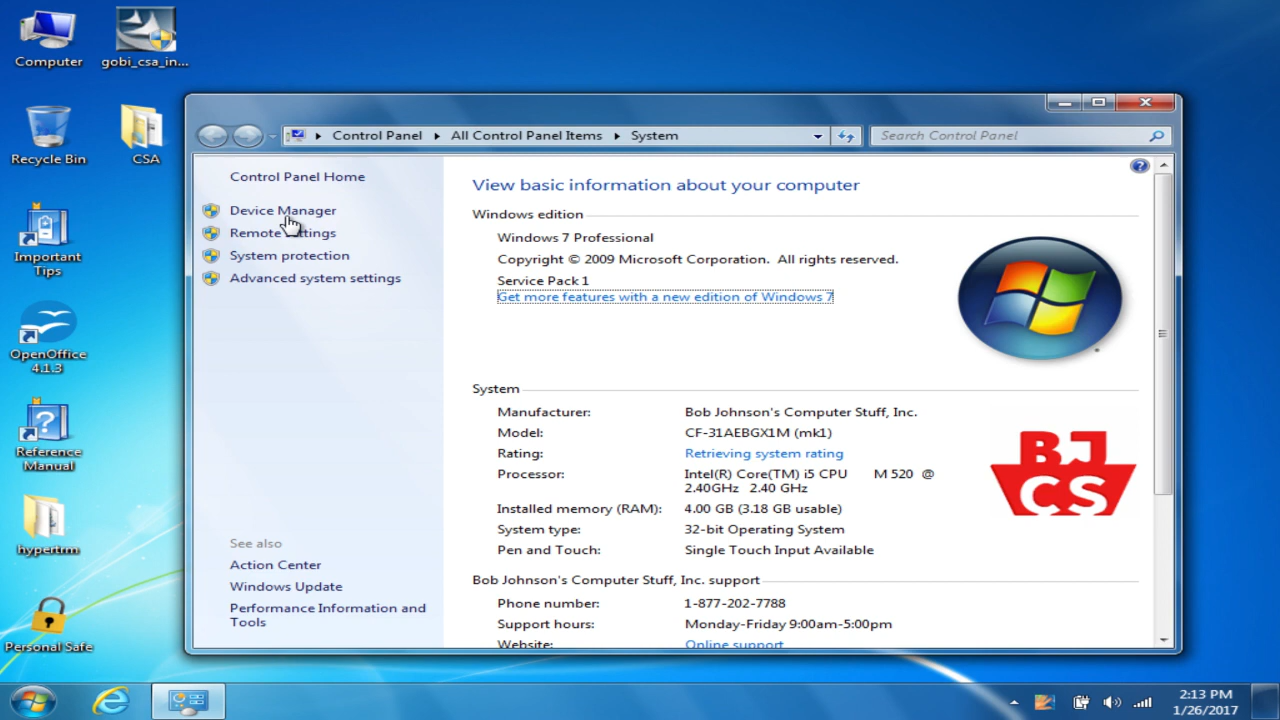 Computer
gobi_csa_in...
Recycle Bin
CSA
Important
Tips
OpenOffice
4.1.3
Reference
Manual
hypertrm
Personal Safe
Control Panel
All Control Panel Items
System
Search Control Panel
Control Panel Home
Device Manager
Remote settings
System protection
Advanced system settings
See also
Action Center
Windows Update
Performance Information and
Tools
View basic information about your computer
Windows edition
Windows 7 Professional
Copyright © 2009 Microsoft Corporation. All rights reserved.
Service Pack 1
Get more features with a new edition of Windows 7
System
Manufacturer: Bob Johnson's Computer Stuff, Inc.
Model: CF-31AEBGX1M (mk1)
Rating: Retrieving system rating
Processor: Intel(R) Core(TM) i5 CPU M 520 @
2.40GHz 2.40 GHz
Installed memory (RAM): 4.00 GB (3.18 GB usable)
System type: 32-bit Operating System
Pen and Touch: Single Touch Input Available
BJ
CS
Bob Johnson's Computer Stuff, Inc. support
Phone number: 1-877-202-7788
Support hours: Monday-Friday 9:00am-5:00pm
Website: Online support
2:13 PM
1/26/2017